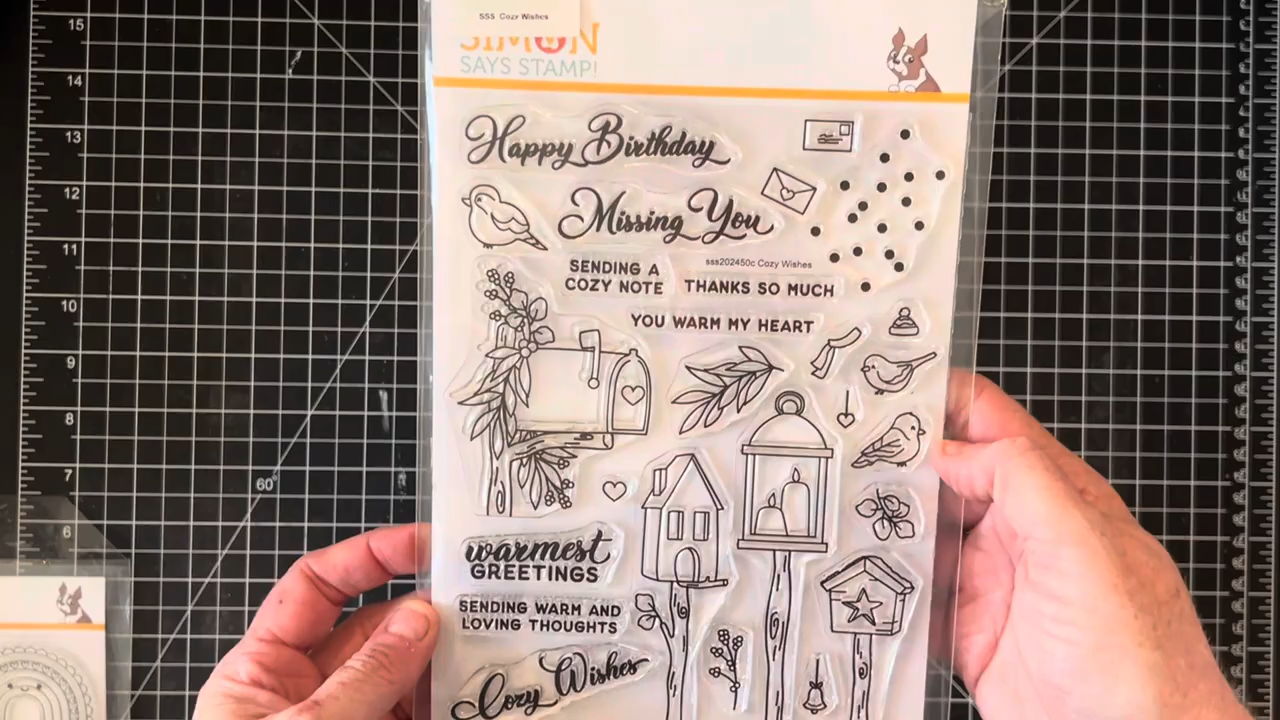 SSS Cozy Wishes
SIMON
SAYS STAMP!
Happy Birthday
Missing You
sss202450c Cozy Wishes
SENDING A
COZY NOTE
THANKS SO MUCH
YOU WARM MY HEART
warmest
GREETINGS
SENDING WARM AND
LOVING THOUGHTS
Cozy Wishes
15
14
13
12
11
10
9
8
7
6
60°